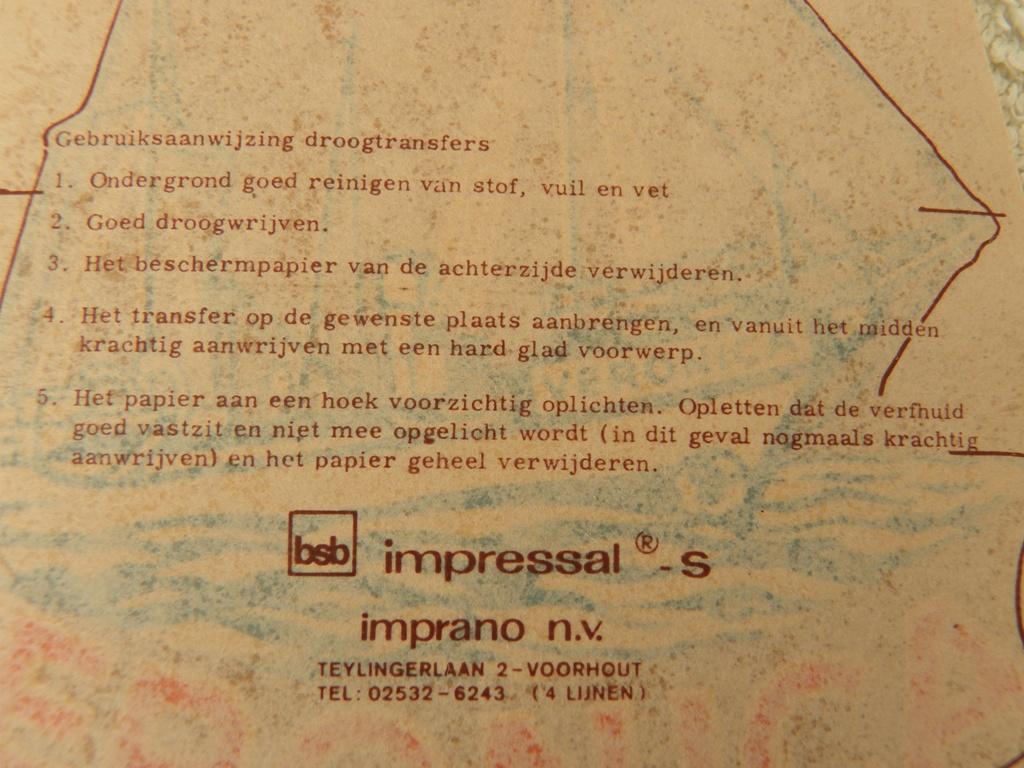 Gebruiksaanwijzing droogtransfers
1. Ondergrond goed reinigen van stof, vuil en vet
2. Goed droogwrijven.
3. Het beschermpapier van de achterzijde verwijderen.
4. Het transfer op de gewenste plaats aanbrengen, en vanuit het midden
krachtig aanwrijven met een hard glad voorwerp.
5. Het papier aan een hoek voorzichtig oplichten. Opletten dat de verfhuid
goed vastzit en niet mee opgelicht wordt (in dit geval nogmaals krachtig
aanwrijven) en het papier geheel verwijderen.
bsb impressal ® - s
imprano n.v.
TEYLINGERLAAN 2 - VOORHOUT
TEL: 02532 - 6243 (4 LIJNEN)